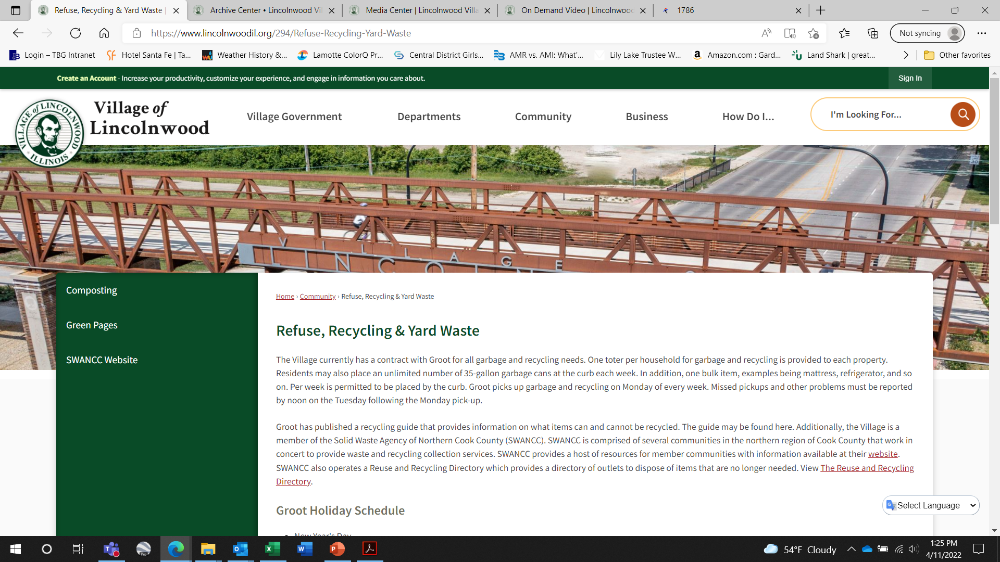 Refuse, Recycling & Yard Waste |
Archive Center • Lincolnwood Vil
Media Center | Lincolnwood Villa
On Demand Video | Lincolnwood
1786
https://www.lincolnwoodil.org/294/Refuse-Recycling-Yard-Waste
Not syncing
Login – TBG Intranet
Hotel Santa Fe | Ta...
Weather History &...
Lamotte ColorQ Pr...
Central District Girls...
AMR vs. AMI: What'...
Lily Lake Trustee W...
Amazon.com : Gard...
Land Shark | great...
Other favorites
Create an Account - Increase your productivity, customize your experience, and engage in information you care about.
Sign In
VILLAGE of LINCOLNWOOD
ILLINOIS
Village of
Lincolnwood
Village Government
Departments
Community
Business
How Do I...
I'm Looking For...
VILLAGE
Composting
Green Pages
SWANCC Website
Home › Community › Refuse, Recycling & Yard Waste
Refuse, Recycling & Yard Waste
The Village currently has a contract with Groot for all garbage and recycling needs. One toter per household for garbage and recycling is provided to each property.
Residents may also place an unlimited number of 35-gallon garbage cans at the curb each week. In addition, one bulk item, examples being mattress, refrigerator, and so
on. Per week is permitted to be placed by the curb. Groot picks up garbage and recycling on Monday of every week. Missed pickups and other problems must be reported
by noon on the Tuesday following the Monday pick-up.
Groot has published a recycling guide that provides information on what items can and cannot be recycled. The guide may be found here. Additionally, the Village is a
member of the Solid Waste Agency of Northern Cook County (SWANCC). SWANCC is comprised of several communities in the northern region of Cook County that work in
concert to provide waste and recycling collection services. SWANCC provides a host of resources for member communities with information available at their website.
SWANCC also operates a Reuse and Recycling Directory which provides a directory of outlets to dispose of items that are no longer needed. View The Reuse and Recycling
Directory.
Groot Holiday Schedule
• New Year's Day
Select Language
54°F Cloudy
1:25 PM
4/11/2022